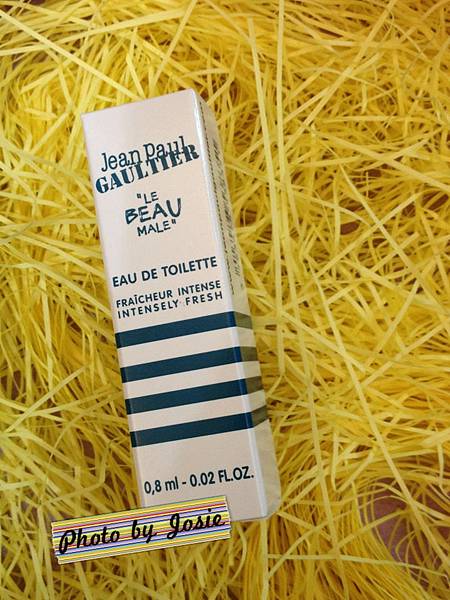 Jean Paul
GAULTIER
"LE
BEAU
MALE"
EAU DE TOILETTE
FRAÎCHEUR INTENSE
INTENSELY FRESH
0,8 ml - 0.02 FL.OZ.
Photo by Josie